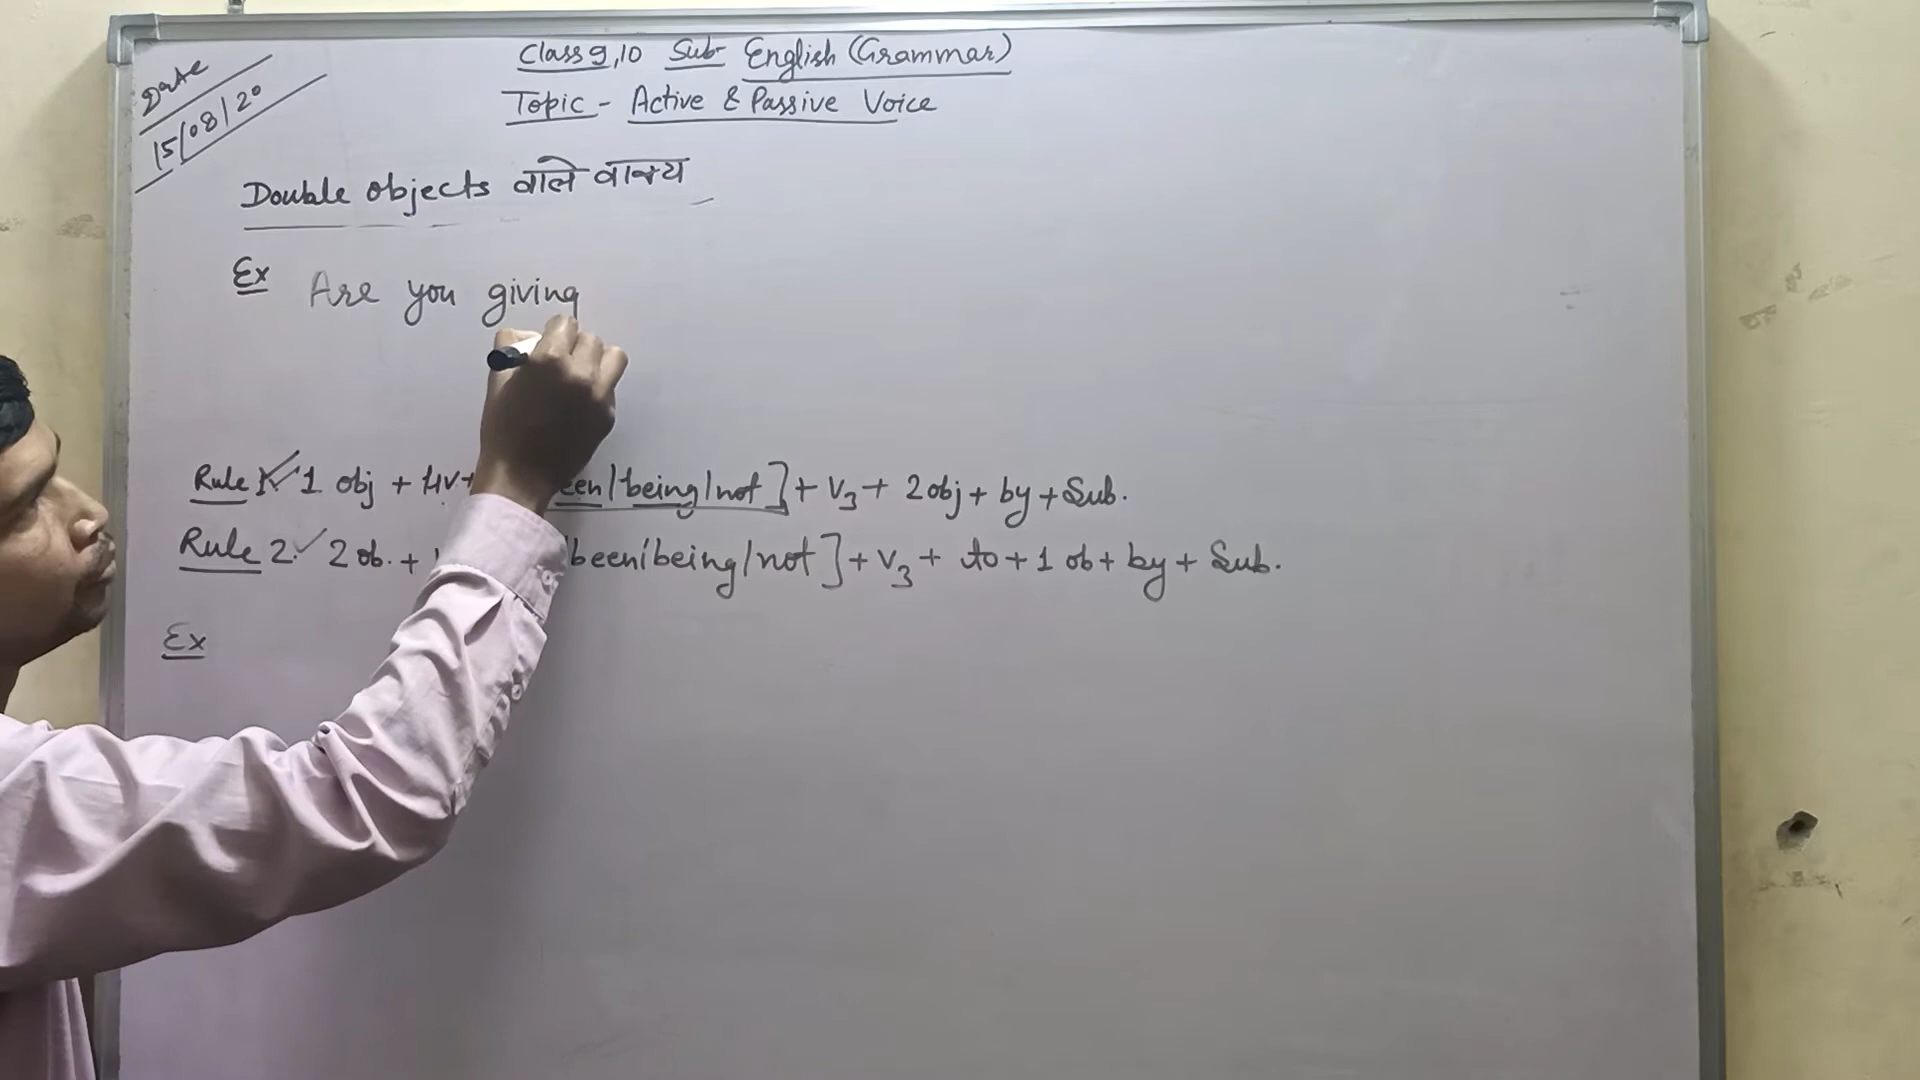 Date
15/08/20
Class 9,10 Sub- English (Grammar)
Topic - Active & Passive Voice
Double objects वाले वाक्य
Ex Are you giving
Rule 1 1 obj + HV+ een/being/not]+ V3+ 2obj+ by+Sub.
Rule 2. 2 ob. + /been/being/not]+ V3 + to+1 ob+ by+ Sub.
Ex